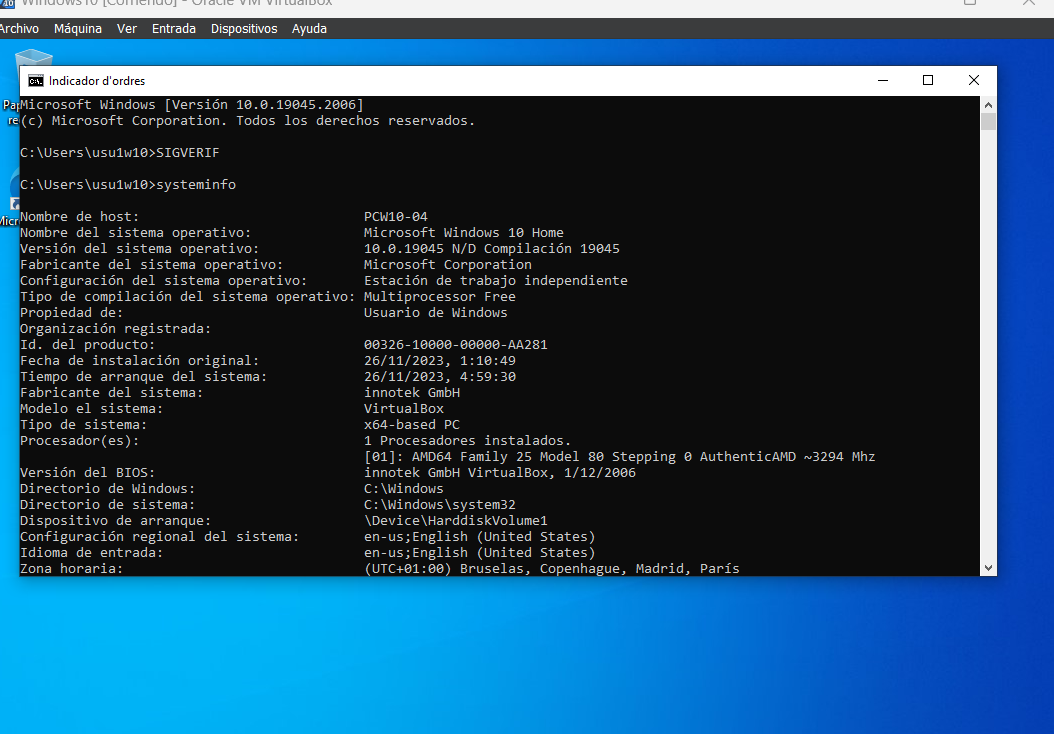 Windows10 [Corriendo] - Oracle VM VirtualBox
Archivo Máquina Ver Entrada Dispositivos Ayuda
Indicador d'ordres
Microsoft Windows [Versión 10.0.19045.2006]
(c) Microsoft Corporation. Todos los derechos reservados.
C:\Users\usu1w10>SIGVERIF
C:\Users\usu1w10>systeminfo
Nombre de host: PCW10-04
Nombre del sistema operativo: Microsoft Windows 10 Home
Versión del sistema operativo: 10.0.19045 N/D Compilación 19045
Fabricante del sistema operativo: Microsoft Corporation
Configuración del sistema operativo: Estación de trabajo independiente
Tipo de compilación del sistema operativo: Multiprocessor Free
Propiedad de: Usuario de Windows
Organización registrada:
Id. del producto: 00326-10000-00000-AA281
Fecha de instalación original: 26/11/2023, 1:10:49
Tiempo de arranque del sistema: 26/11/2023, 4:59:30
Fabricante del sistema: innotek GmbH
Modelo el sistema: VirtualBox
Tipo de sistema: x64-based PC
Procesador(es): 1 Procesadores instalados.
[01]: AMD64 Family 25 Model 80 Stepping 0 AuthenticAMD ~3294 Mhz
Versión del BIOS: innotek GmbH VirtualBox, 1/12/2006
Directorio de Windows: C:\Windows
Directorio de sistema: C:\Windows\system32
Dispositivo de arranque: \Device\HarddiskVolume1
Configuración regional del sistema: en-us;English (United States)
Idioma de entrada: en-us;English (United States)
Zona horaria: (UTC+01:00) Bruselas, Copenhague, Madrid, París